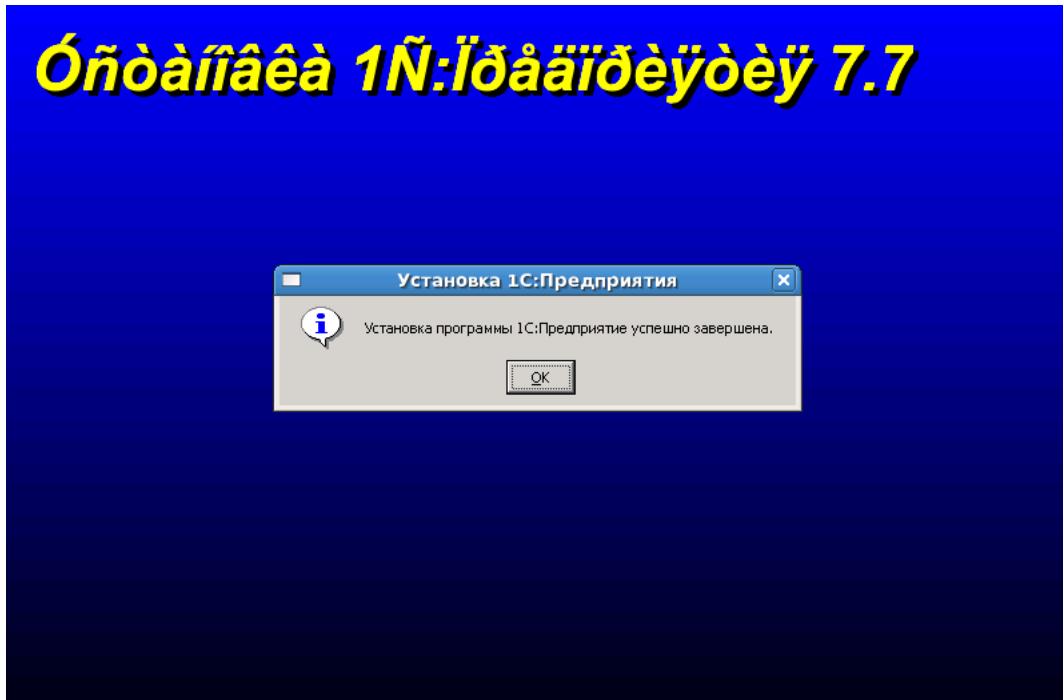 Óñòàíîâêà 1Ñ:Ïðåäïðèÿòèÿ 7.7
Установка 1С:Предприятия
Установка программы 1С:Предприятие успешно завершена.
OK